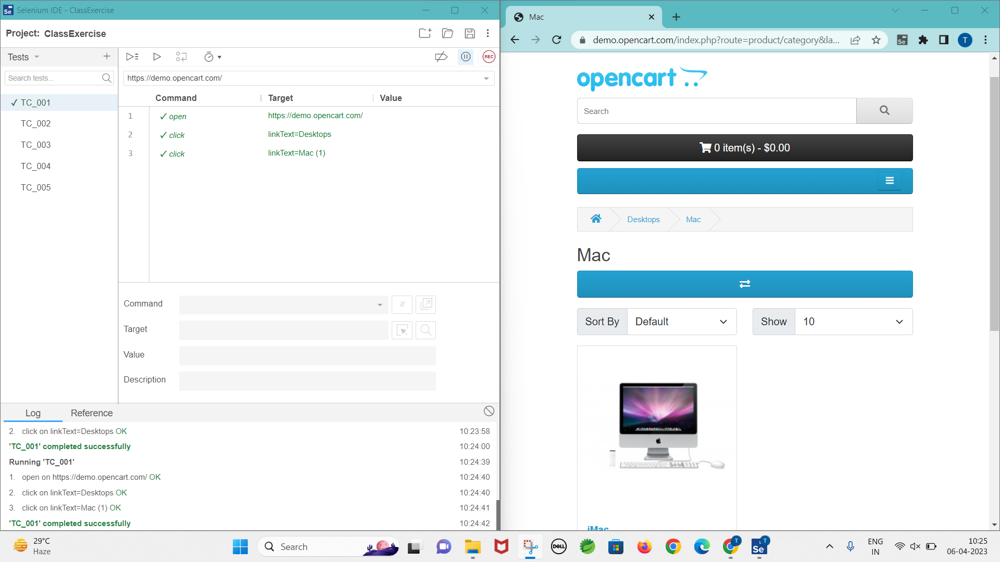 Selenium IDE - ClassExercise
Project: ClassExercise
Tests
Search tests...
✓ TC_001
TC_002
TC_003
TC_004
TC_005
REC
https://demo.opencart.com/
Command Target Value
1 ✓ open https://demo.opencart.com/
2 ✓ click linkText=Desktops
3 ✓ click linkText=Mac (1)
Command
//
Target
Value
Description
Log Reference
2. click on linkText=Desktops OK 10:23:58
'TC_001' completed successfully 10:24:00
Running 'TC_001' 10:24:39
1. open on https://demo.opencart.com/ OK 10:24:40
2. click on linkText=Desktops OK 10:24:40
3. click on linkText=Mac (1) OK 10:24:41
'TC_001' completed successfully 10:24:42
Mac
demo.opencart.com/index.php?route=product/category&la...
Se
T
opencart
Search
0 item(s) - $0.00
Desktops Mac
Mac
Sort By Default
Show 10
iMac
29°C
Haze
Search
DELL
T
Se
T
ENG
IN
10:25
06-04-2023